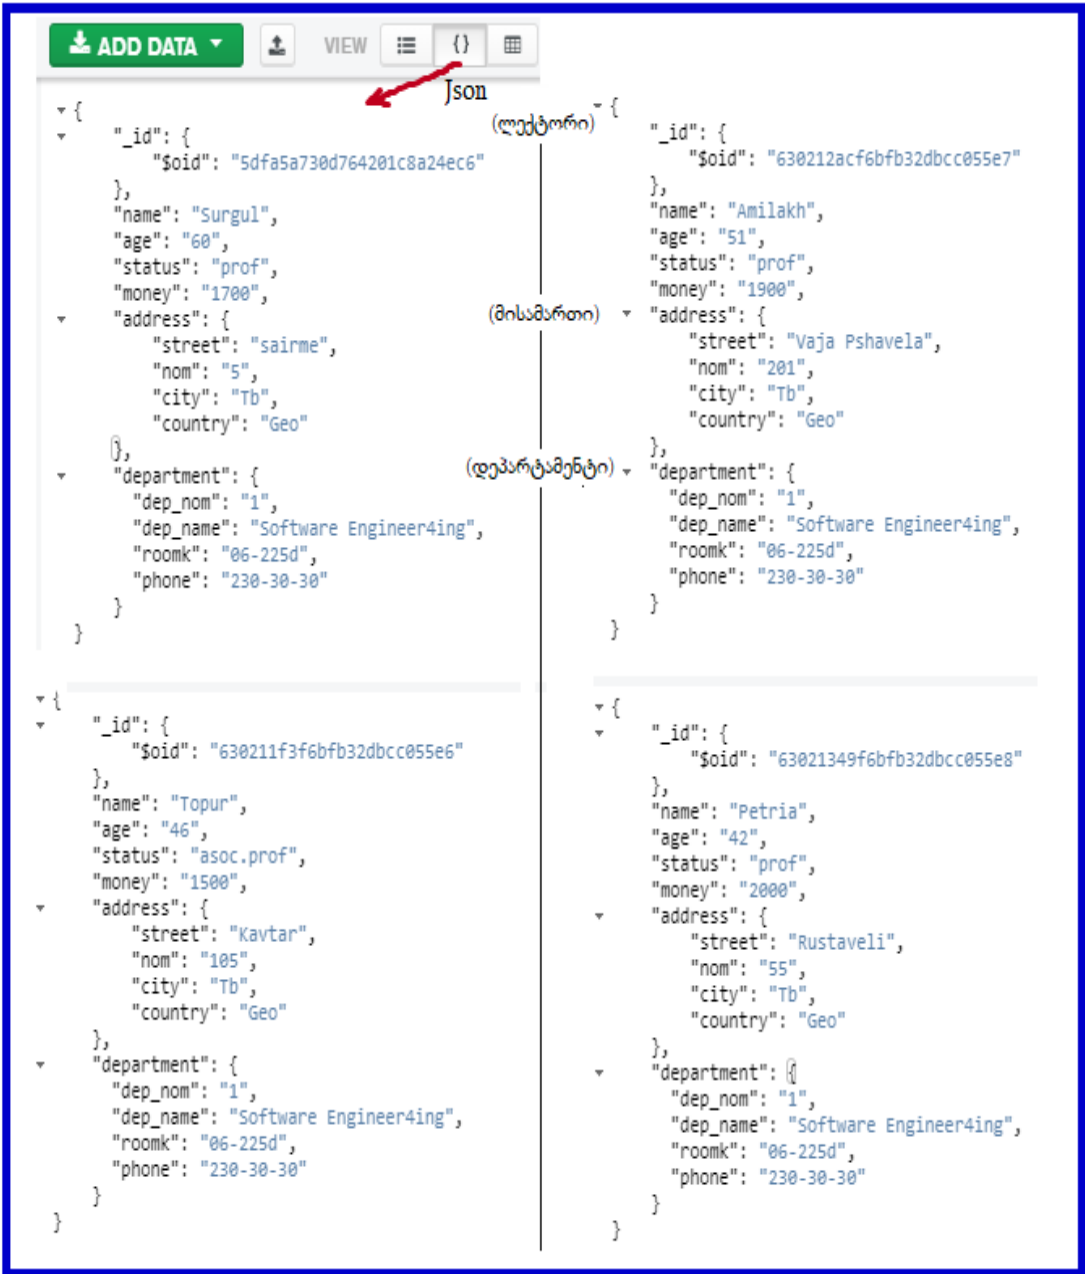 ADD DATA
VIEW
{}
Json
{
"_id": {
"$oid": "5dfa5a730d764201c8a24ec6"
},
"name": "Surgul",
"age": "60",
"status": "prof",
"money": "1700",
"address": {
"street": "sairme",
"nom": "5",
"city": "Tb",
"country": "Geo"
},
"department": {
"dep_nom": "1",
"dep_name": "Software Engineer4ing",
"roomk": "06-225d",
"phone": "230-30-30"
}
}
(ლექტორი)
(მისამართი)
(დეპარტამენტი)
{
"_id": {
"$oid": "630212acf6bfb32dbcc055e7"
},
"name": "Amilakh",
"age": "51",
"status": "prof",
"money": "1900",
"address": {
"street": "Vaja Pshavela",
"nom": "201",
"city": "Tb",
"country": "Geo"
},
"department": {
"dep_nom": "1",
"dep_name": "Software Engineer4ing",
"roomk": "06-225d",
"phone": "230-30-30"
}
}
{
"_id": {
"$oid": "630211f3f6bfb32dbcc055e6"
},
"name": "Topur",
"age": "46",
"status": "asoc.prof",
"money": "1500",
"address": {
"street": "Kavtar",
"nom": "105",
"city": "Tb",
"country": "Geo"
},
"department": {
"dep_nom": "1",
"dep_name": "Software Engineer4ing",
"roomk": "06-225d",
"phone": "230-30-30"
}
}
{
"_id": {
"$oid": "63021349f6bfb32dbcc055e8"
},
"name": "Petria",
"age": "42",
"status": "prof",
"money": "2000",
"address": {
"street": "Rustaveli",
"nom": "55",
"city": "Tb",
"country": "Geo"
},
"department": {
"dep_nom": "1",
"dep_name": "Software Engineer4ing",
"roomk": "06-225d",
"phone": "230-30-30"
}
}